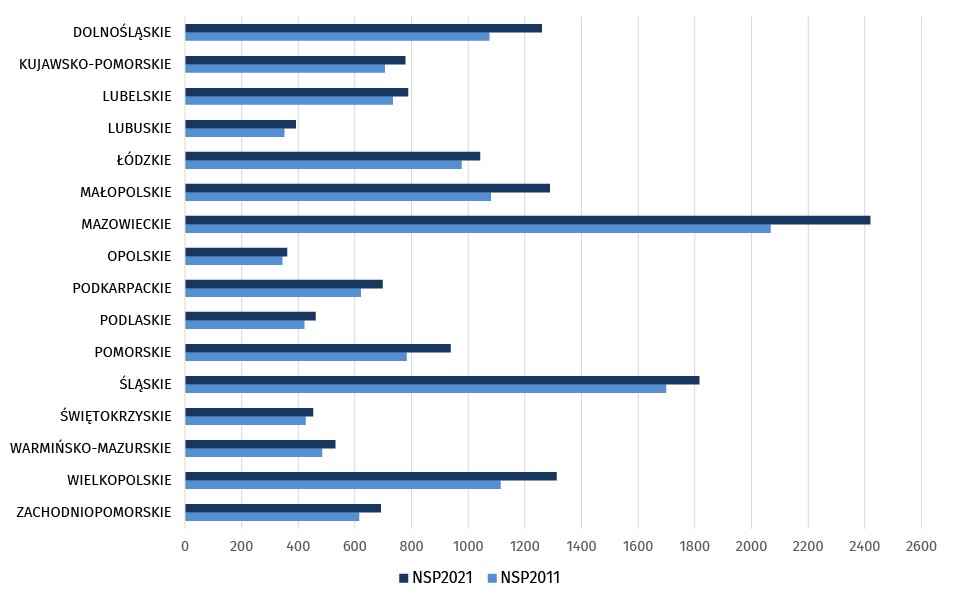 DOLNOŚLĄSKIE
KUJAWSKO-POMORSKIE
LUBELSKIE
LUBUSKIE
ŁÓDZKIE
MAŁOPOLSKIE
MAZOWIECKIE
OPOLSKIE
PODKARPACKIE
PODLASKIE
POMORSKIE
ŚLĄSKIE
ŚWIĘTOKRZYSKIE
WARMIŃSKO-MAZURSKIE
WIELKOPOLSKIE
ZACHODNIOPOMORSKIE
0 200 400 600 800 1000 1200 1400 1600 1800 2000 2200 2400 2600
NSP2021 NSP2011